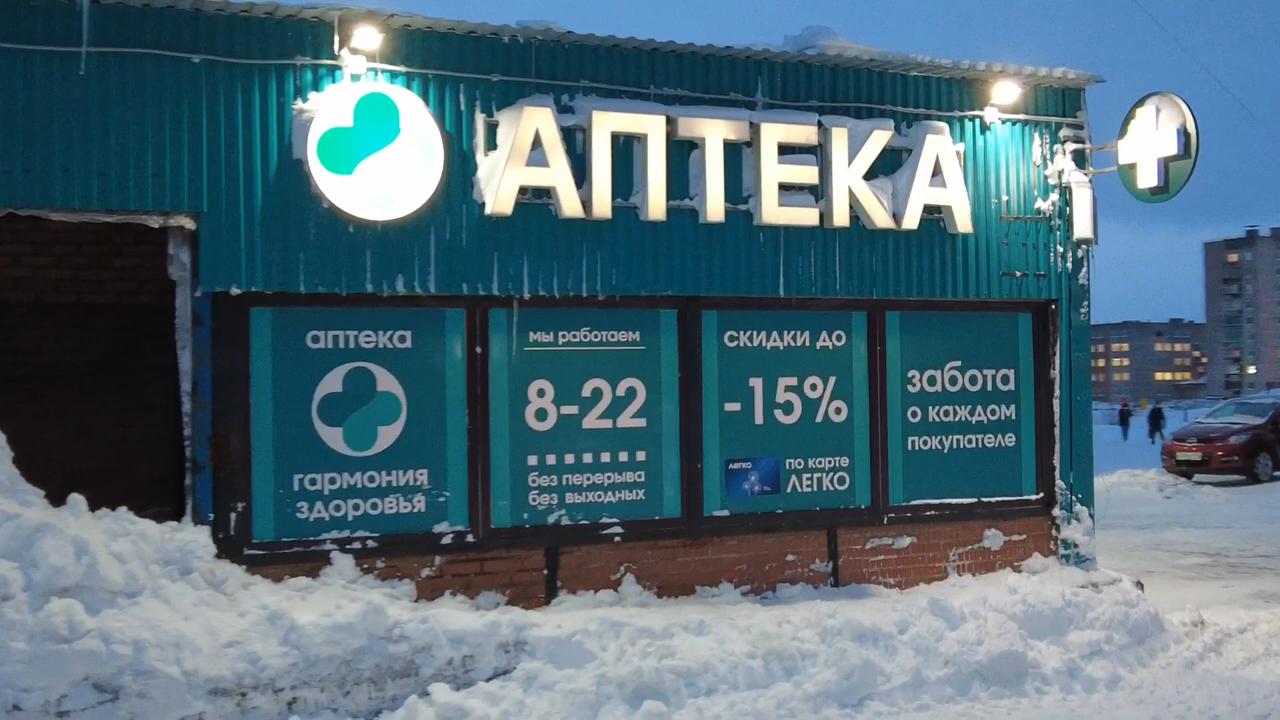 АПТЕКА
аптека
гармония
здоровья
мы работаем
8-22
без перерыва
без выходных
скидки до
-15%
ЛЕГКО
по карте
ЛЕГКО
забота
о каждом
покупателе